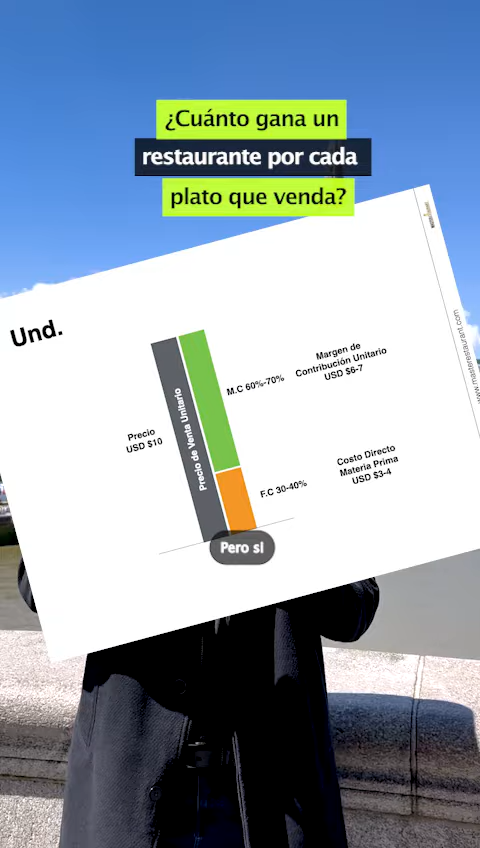 ¿Cuánto gana un
restaurante por cada
plato que venda?
Und.
Margen de
Contribución Unitario
USD $6-7
M.C 60%-70%
Precio
USD $10
Precio de Venta Unitario
Costo Directo
Materia Prima
USD $3-4
F.C 30-40%
www.masterestaurant.com
Pero si